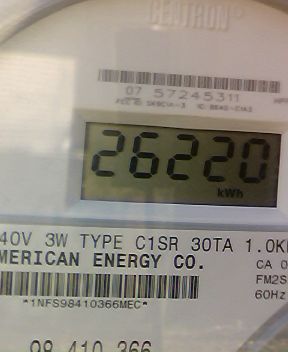 CENTRON®
07 57245311
26220
kWh
40V 3W TYPE C1SR 30TA 1.0K
MERICAN ENERGY CO.
CA 0
FM2S
*1NFS98410366MEC*
60Hz
98 410 366